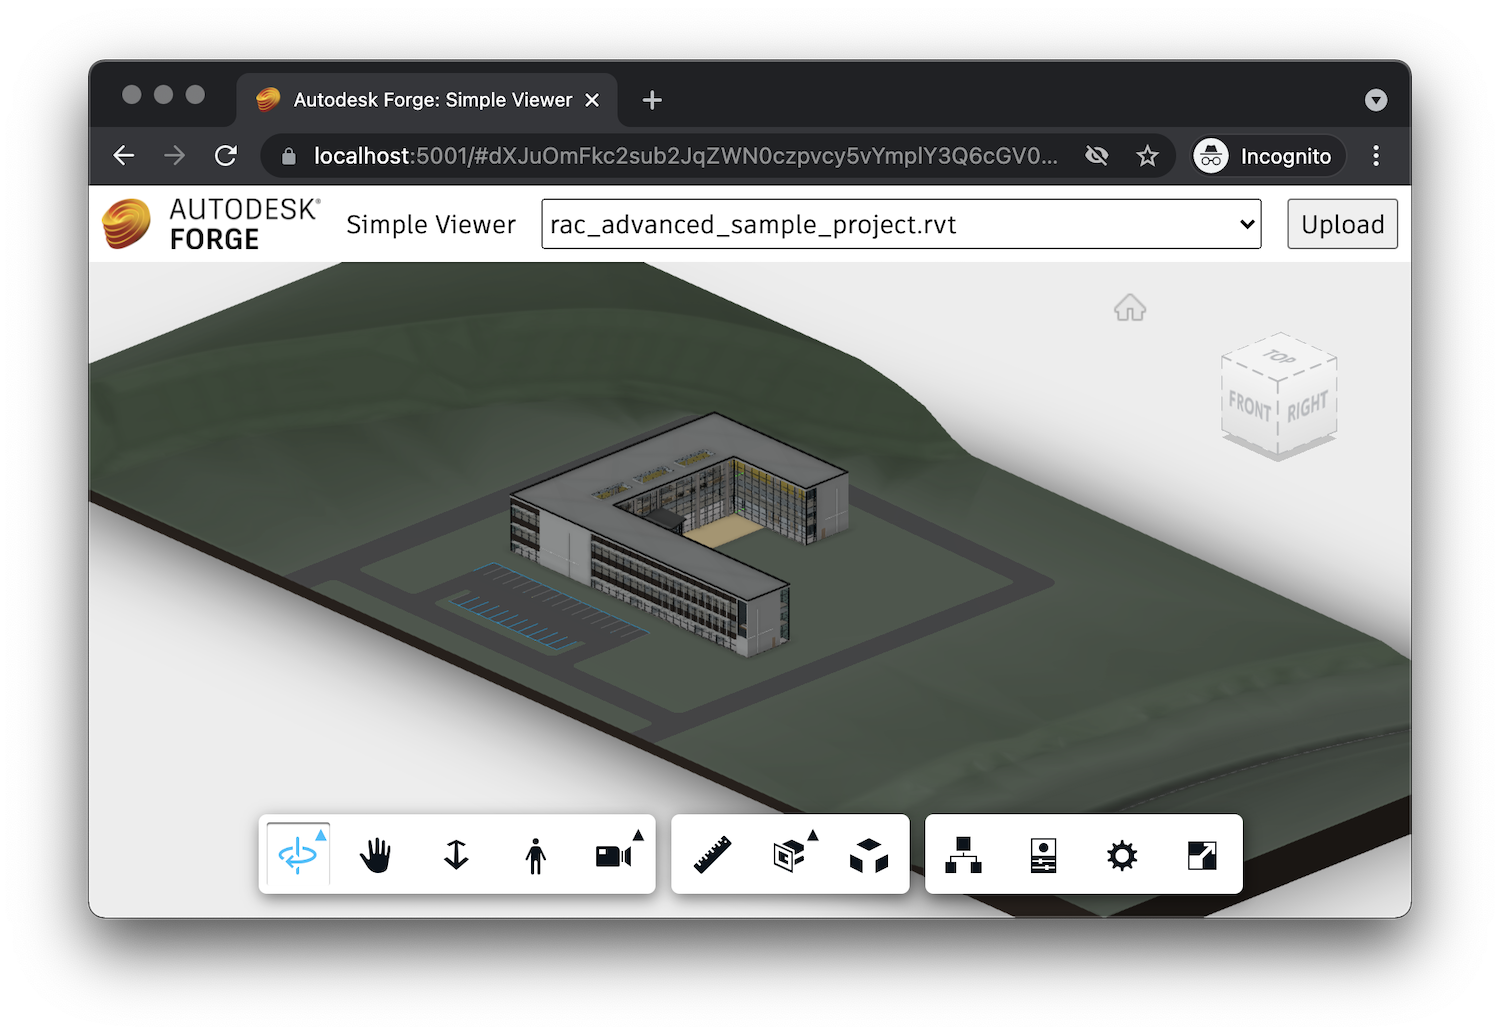 Autodesk Forge: Simple Viewer
localhost:5001/#dXJuOmFkc2sub2JqZWN0czpvcy5vYmplY3Q6cGV0...
Incognito
AUTODESK®
FORGE
Simple Viewer
rac_advanced_sample_project.rvt
Upload
TOP
FRONT
RIGHT